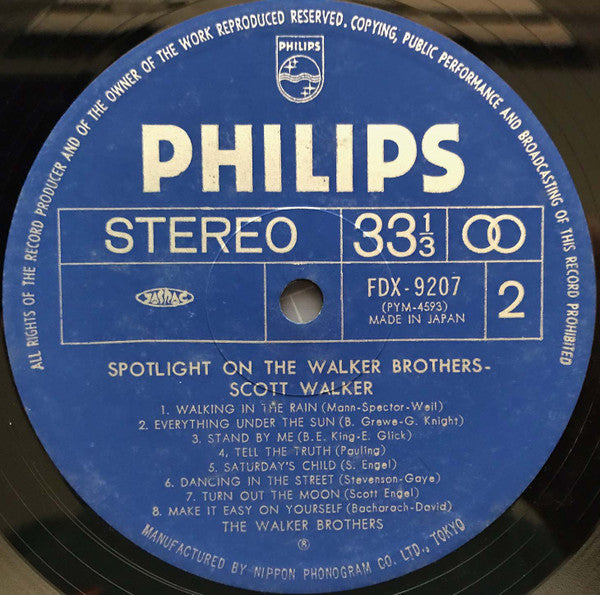 ALL RIGHTS OF THE RECORD PRODUCER AND OF THE OWNER OF THE WORK REPRODUCED RESERVED. COPYING, PUBLIC PERFORMANCE AND BROADCASTING OF THIS RECORD PROHIBITED
PHILIPS
PHILIPS
STEREO 33⅓
JASRAC FDX-9207 2
(PYM-4593)
MADE IN JAPAN
SPOTLIGHT ON THE WALKER BROTHERS-
SCOTT WALKER
1. WALKING IN THE RAIN (Mann-Spector-Weil)
2. EVERYTHING UNDER THE SUN (B. Grewe-G. Knight)
3. STAND BY ME (B. E. King-E. Glick)
4. TELL THE TRUTH (Pauling)
5. SATURDAY'S CHILD (S. Engel)
6. DANCING IN THE STREET (Stevenson-Gaye)
7. TURN OUT THE MOON (Scott Engel)
8. MAKE IT EASY ON YOURSELF (Bacharach-David)
THE WALKER BROTHERS
⑧
MANUFACTURED BY NIPPON PHONOGRAM CO. LTD., TOKYO